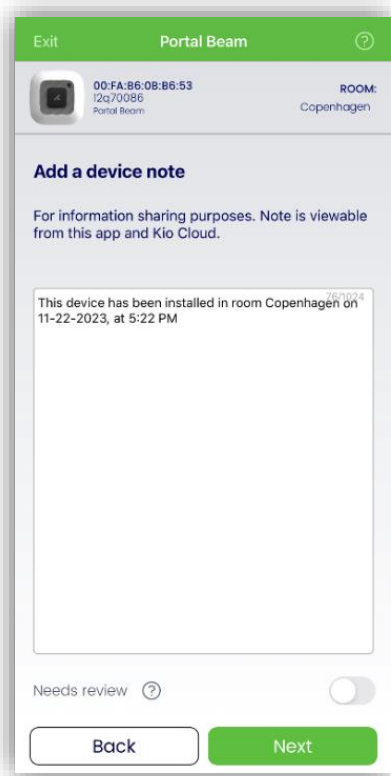 Exit
Portal Beam
?
00:FA:B6:0B:B6:53
l2q70086
Portal Beam
ROOM:
Copenhagen
Add a device note
For information sharing purposes. Note is viewable
from this app and Kio Cloud.
76/1024
This device has been installed in room Copenhagen on
11-22-2023, at 5:22 PM
Needs review ?
Back
Next